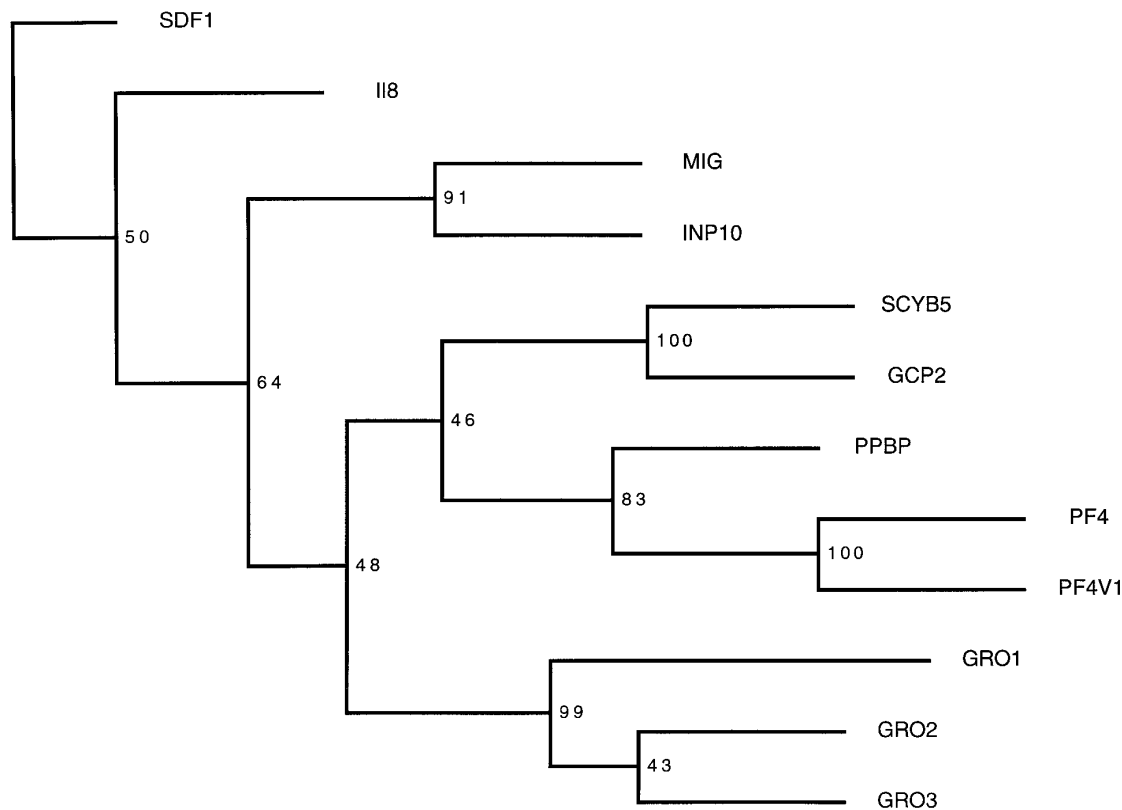 SDF1
Il8
MIG
91
INP10
50
SCYB5
100
GCP2
64
46
PPBP
83
PF4
100
48
PF4V1
GRO1
99
GRO2
43
GRO3